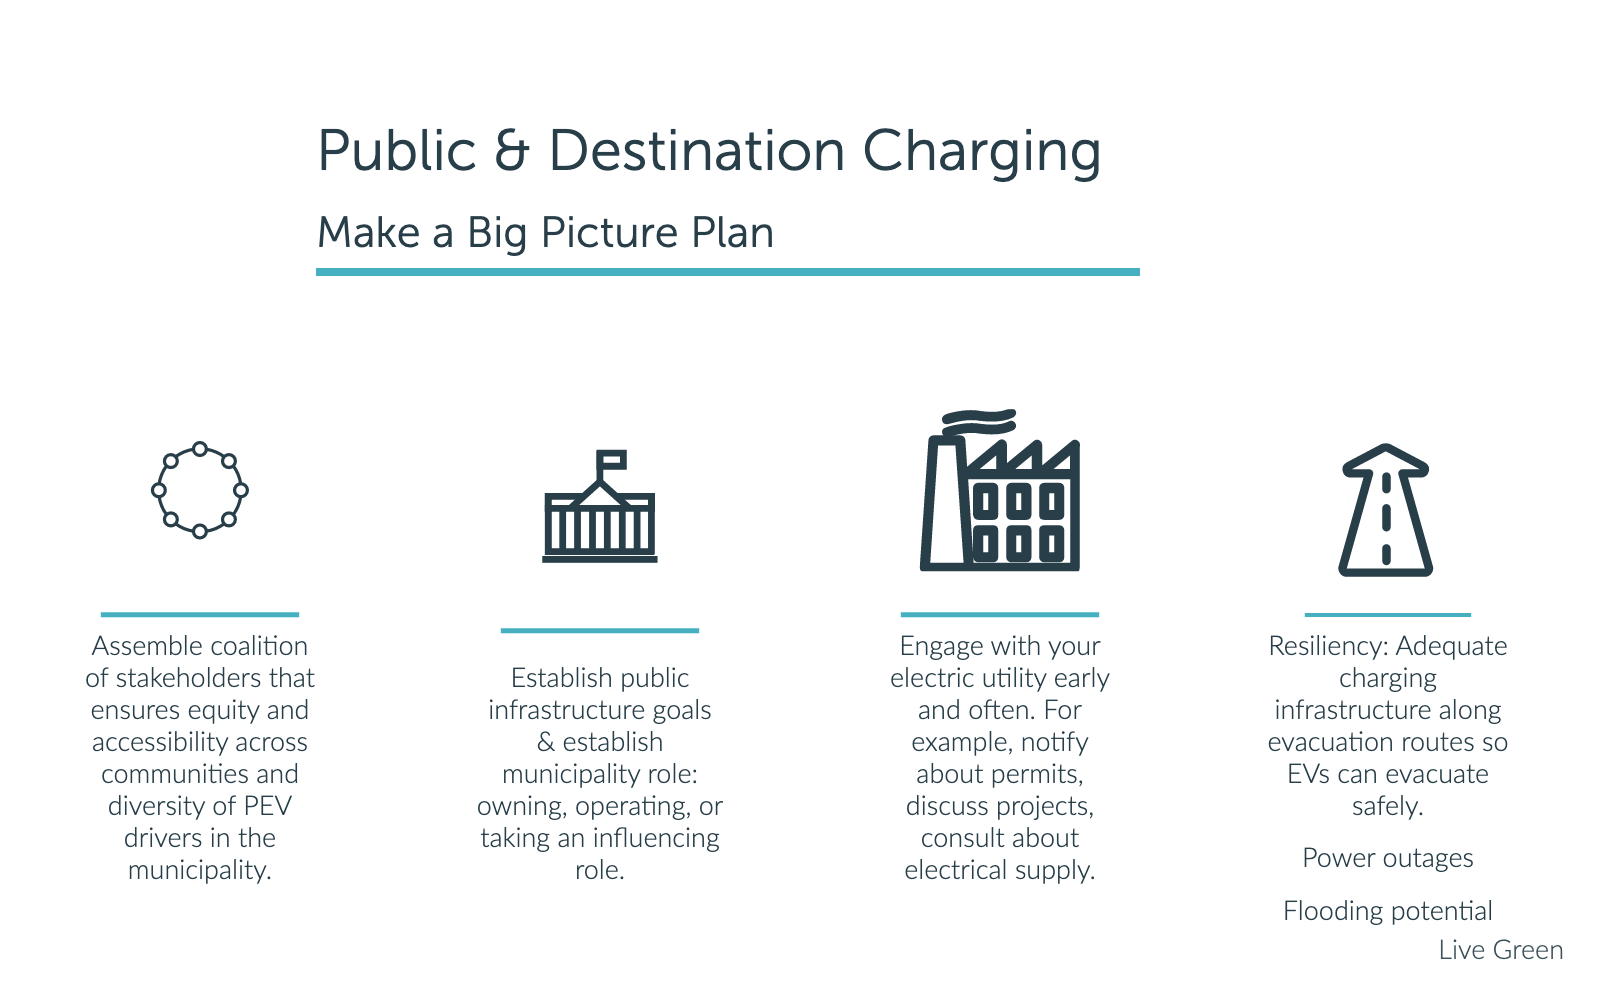 Public & Destination Charging
Make a Big Picture Plan
Assemble coalition
of stakeholders that
ensures equity and
accessibility across
communities and
diversity of PEV
drivers in the
municipality.
Establish public
infrastructure goals
& establish
municipality role:
owning, operating, or
taking an influencing
role.
Engage with your
electric utility early
and often. For
example, notify
about permits,
discuss projects,
consult about
electrical supply.
Resiliency: Adequate
charging
infrastructure along
evacuation routes so
EVs can evacuate
safely.
Power outages
Flooding potential
Live Green